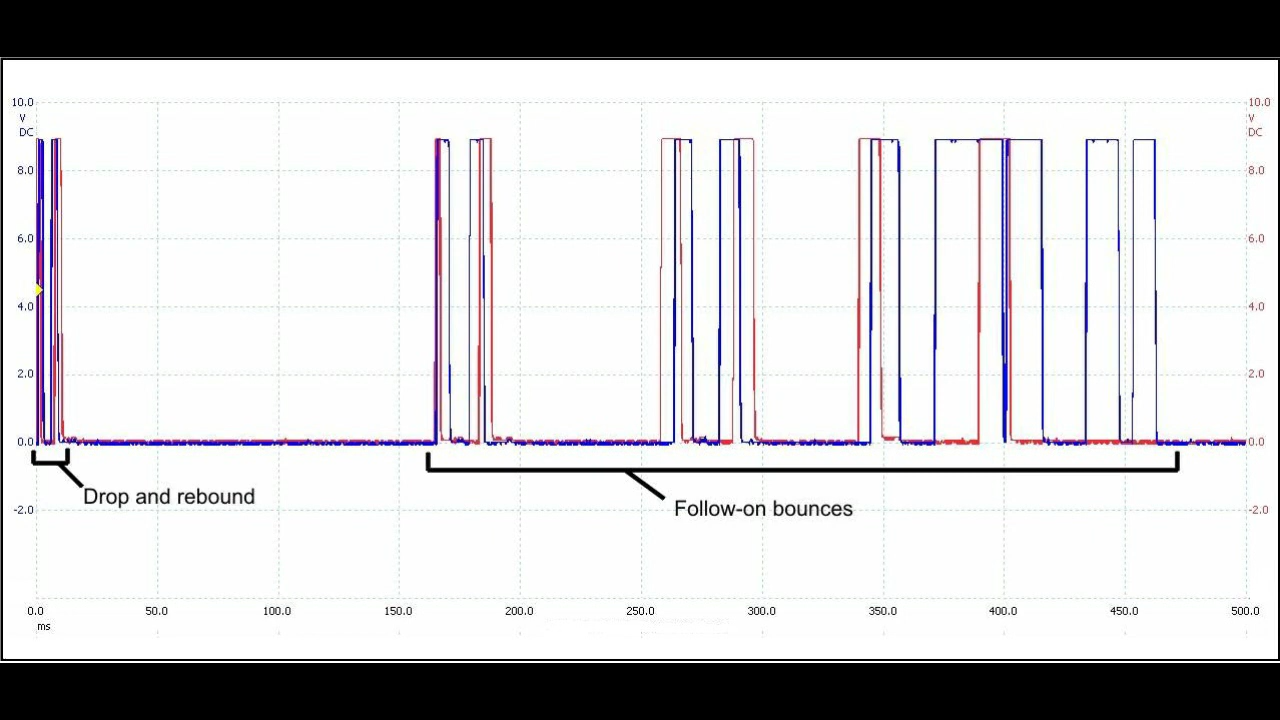 10.0 10.0
V V
DC DC
8.0 8.0
6.0 6.0
4.0 4.0
2.0 2.0
0.0 0.0
Drop and rebound
Follow-on bounces
-2.0 -2.0
0.0 50.0 100.0 150.0 200.0 250.0 300.0 350.0 400.0 450.0 500.0
ms